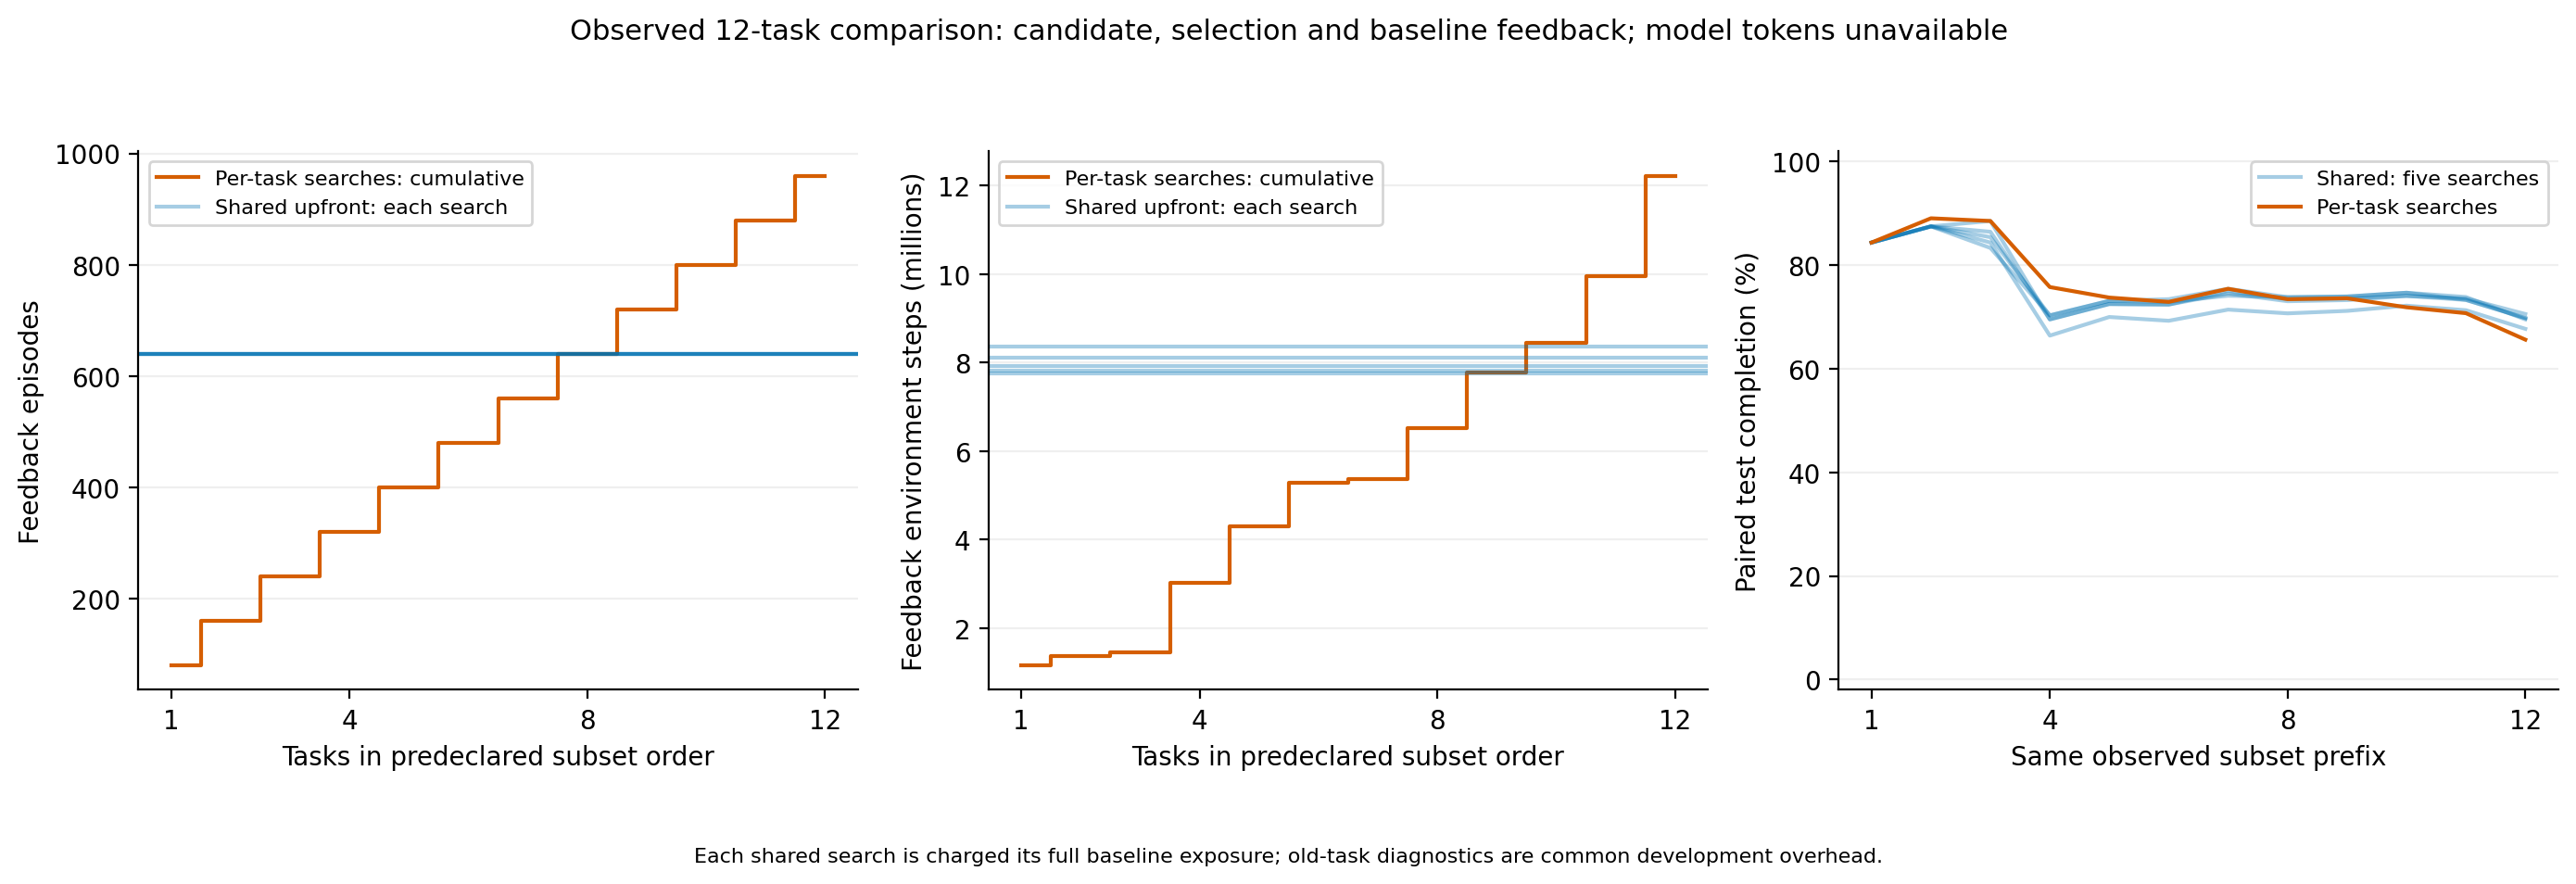 Observed 12-task comparison: candidate, selection and baseline feedback; model tokens unavailable
Feedback episodes
1000
800
600
400
200
Per-task searches: cumulative
Shared upfront: each search
1
4
8
12
Tasks in predeclared subset order
Feedback environment steps (millions)
12
10
8
6
4
2
Per-task searches: cumulative
Shared upfront: each search
1
4
8
12
Tasks in predeclared subset order
Paired test completion (%)
100
80
60
40
20
0
Shared: five searches
Per-task searches
1
4
8
12
Same observed subset prefix
Each shared search is charged its full baseline exposure; old-task diagnostics are common development overhead.